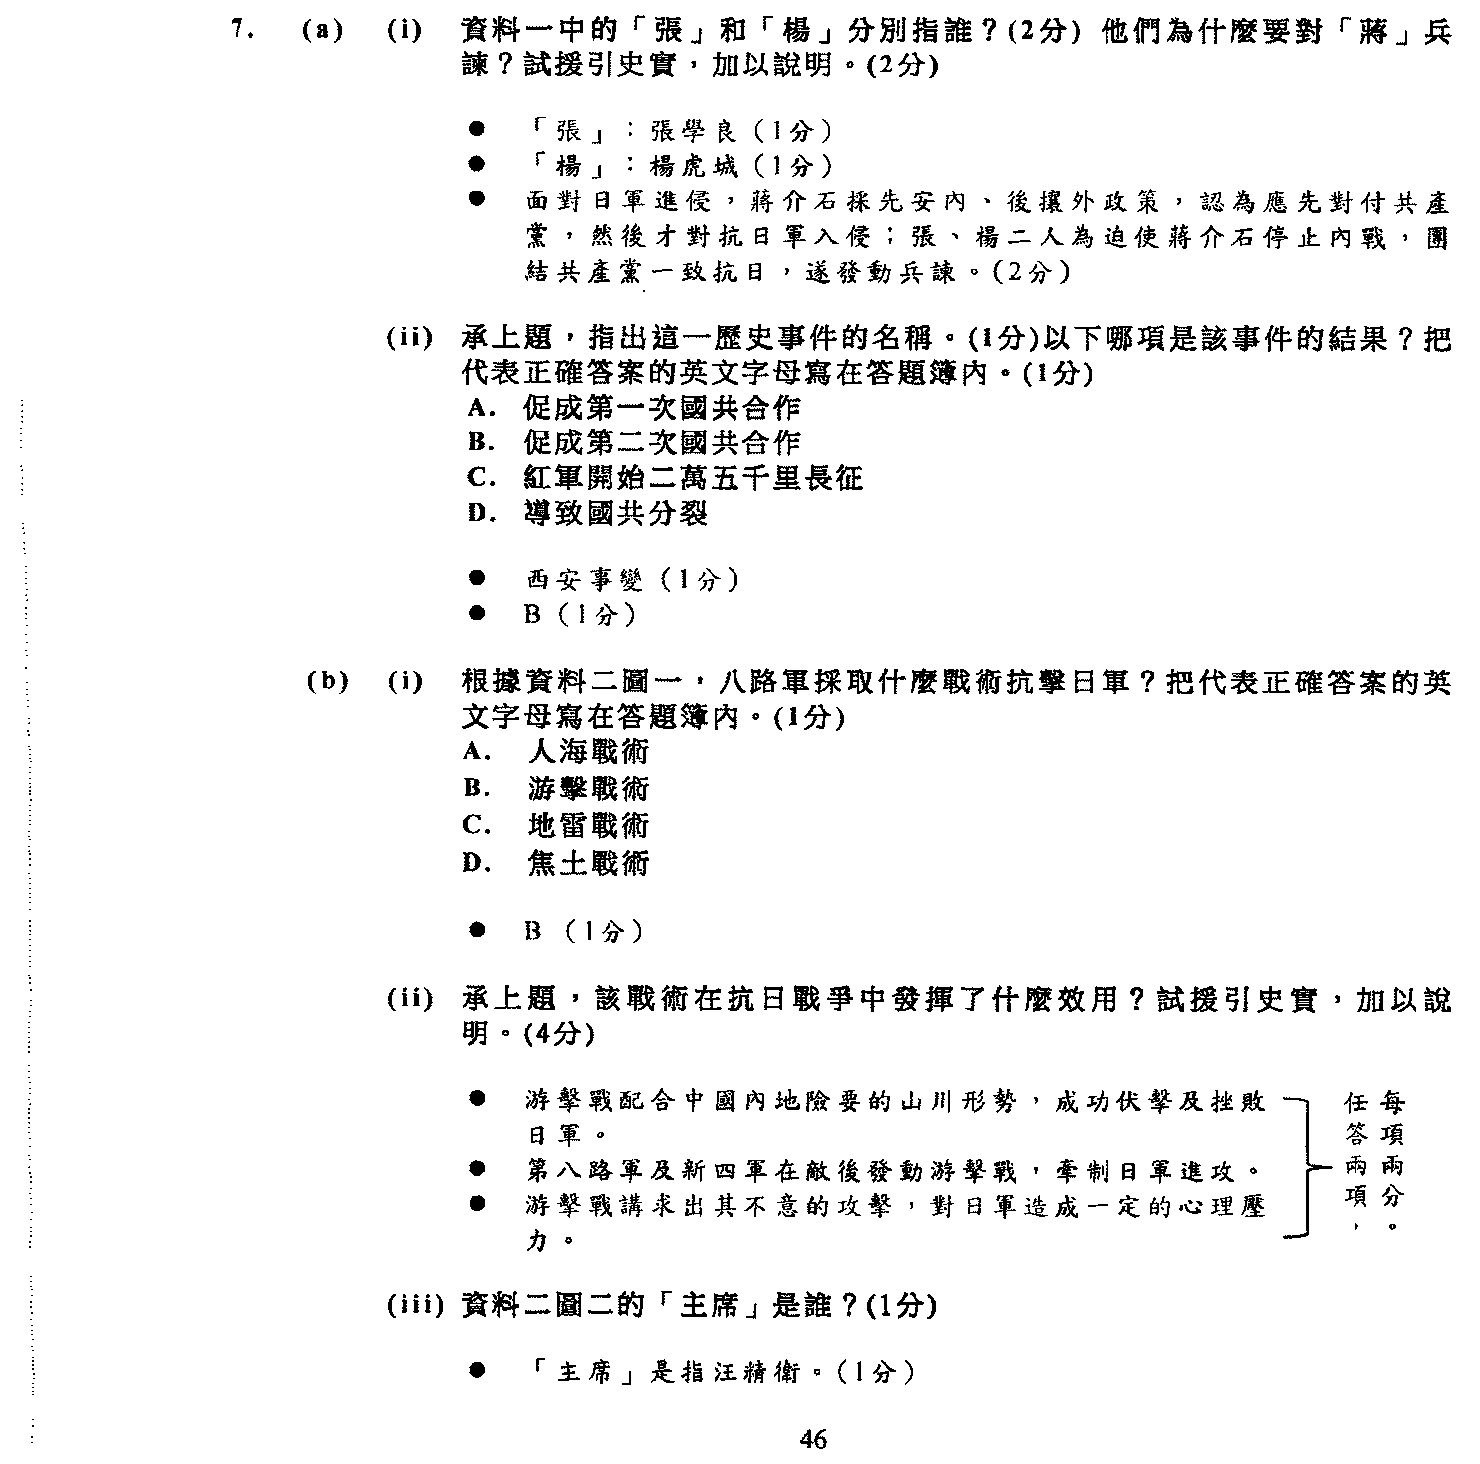 7. (a) (i) 資料一中的「張」和「楊」分別指誰？(2分) 他們為什麼要對「蔣」兵
諫？試援引史實，加以說明。(2分)
● 「張」：張學良 (1分)
● 「楊」：楊虎城 (1分)
● 面對日軍進侵，蔣介石採先安內、後攘外政策，認為應先對付共產
黨，然後才對抗日軍入侵；張、楊二人為迫使蔣介石停止內戰，團
結共產黨一致抗日，遂發動兵諫。(2分)
(ii) 承上題，指出這一歷史事件的名稱。(1分)以下哪項是該事件的結果？把
代表正確答案的英文字母寫在答題簿內。(1分)
A. 促成第一次國共合作
B. 促成第二次國共合作
C. 紅軍開始二萬五千里長征
D. 導致國共分裂
● 西安事變 (1分)
● B (1分)
(b) (i) 根據資料二圖一，八路軍採取什麼戰術抗擊日軍？把代表正確答案的英
文字母寫在答題簿內。(1分)
A. 人海戰術
B. 游擊戰術
C. 地雷戰術
D. 焦土戰術
● B (1分)
(ii) 承上題，該戰術在抗日戰爭中發揮了什麼效用？試援引史實，加以說
明。(4分)
● 游擊戰配合中國內地險要的山川形勢，成功伏擊及挫敗
日軍。
● 第八路軍及新四軍在敵後發動游擊戰，牽制日軍進攻。
● 游擊戰講求出其不意的攻擊，對日軍造成一定的心理壓
力。
任答兩項，
每項兩分。
(iii) 資料二圖二的「主席」是誰？(1分)
● 「主席」是指汪精衛。(1分)
46